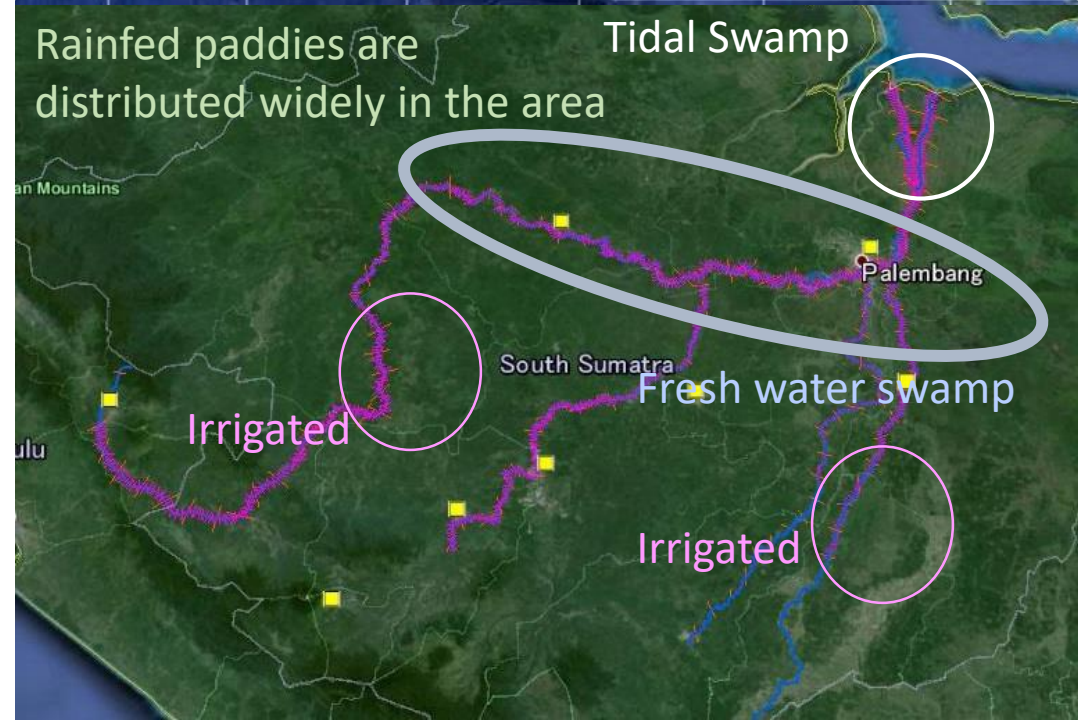 Rainfed paddies are
distributed widely in the area
Tidal Swamp
an Mountains
Palembang
South Sumatra
Fresh water swamp
Irrigated
ulu
Irrigated